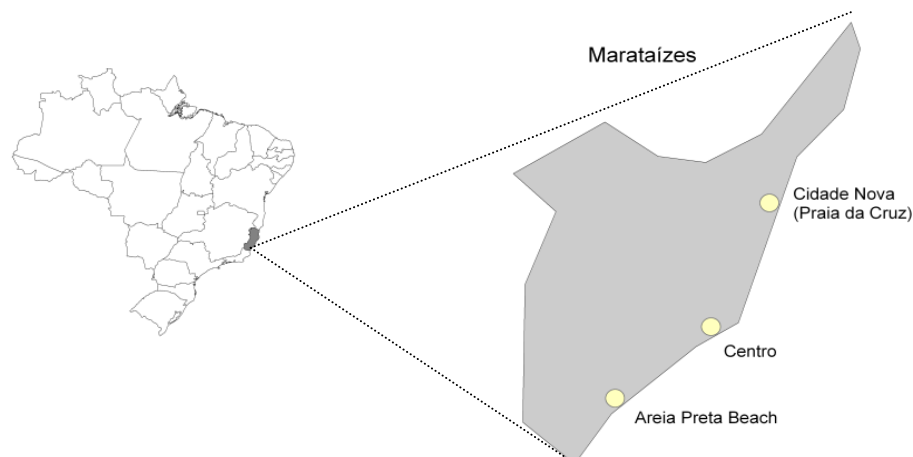 Marataízes
Cidade Nova
(Praia da Cruz)
Centro
Areia Preta Beach